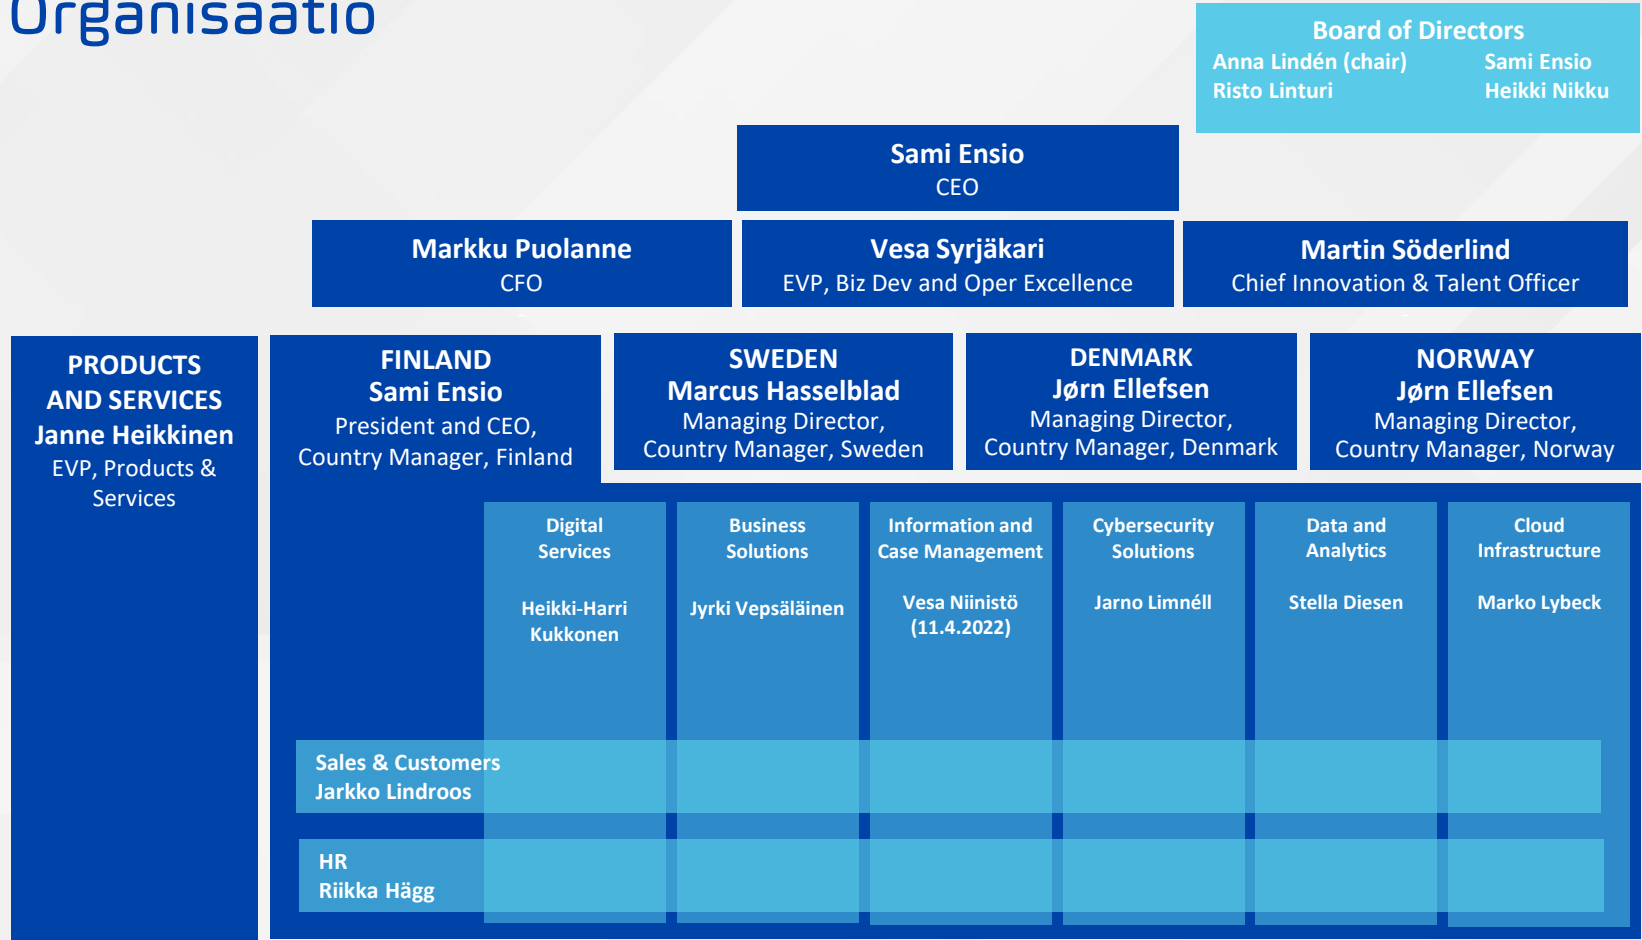 Organisaatio
Board of Directors
Anna Lindén (chair)
Sami Ensio
Risto Linturi
Heikki Nikku
Sami Ensio
CEO
Markku Puolanne
CFO
Vesa Syrjäkari
EVP, Biz Dev and Oper Excellence
Martin Söderlind
Chief Innovation & Talent Officer
PRODUCTS
AND SERVICES
Janne Heikkinen
EVP, Products &
Services
FINLAND
Sami Ensio
President and CEO,
Country Manager, Finland
SWEDEN
Marcus Hasselblad
Managing Director,
Country Manager, Sweden
DENMARK
Jørn Ellefsen
Managing Director,
Country Manager, Denmark
NORWAY
Jørn Ellefsen
Managing Director,
Country Manager, Norway
Digital
Services
Heikki-Harri
Kukkonen
Business
Solutions
Jyrki Vepsäläinen
Information and
Case Management
Vesa Niinistö
(11.4.2022)
Cybersecurity
Solutions
Jarno Limnéll
Data and
Analytics
Stella Diesen
Cloud
Infrastructure
Marko Lybeck
Sales & Customers
Jarkko Lindroos
HR
Riikka Hägg